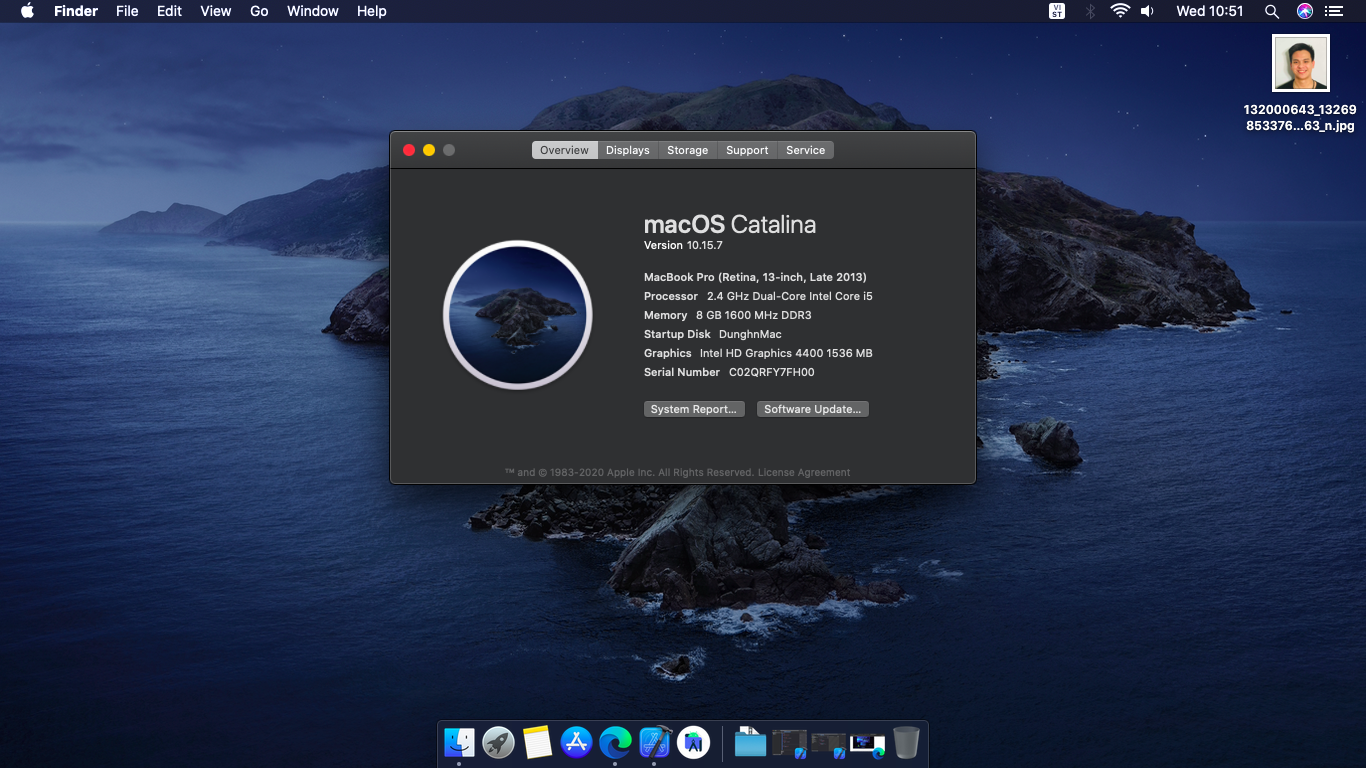 Finder File Edit View Go Window Help
VI
ST
Wed 10:51
132000643_13269
853376...63_n.jpg
Overview Displays Storage Support Service
macOS Catalina
Version 10.15.7
MacBook Pro (Retina, 13-inch, Late 2013)
Processor 2.4 GHz Dual-Core Intel Core i5
Memory 8 GB 1600 MHz DDR3
Startup Disk DunghnMac
Graphics Intel HD Graphics 4400 1536 MB
Serial Number C02QRFY7FH00
System Report... Software Update...
™ and © 1983-2020 Apple Inc. All Rights Reserved. License Agreement